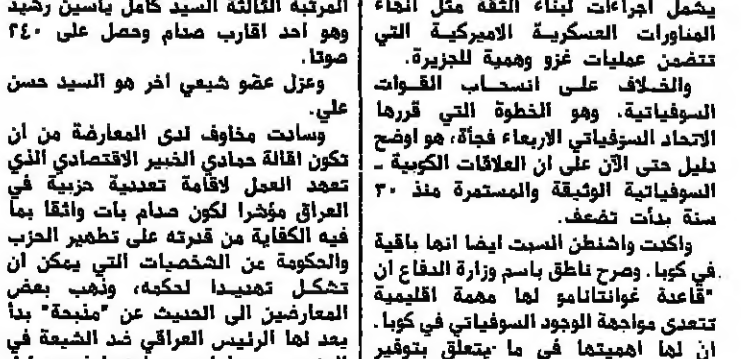 يشمل اجراءات لبناء الثقة مثل انهاء
المناورات العسكرية الاميركية التي
تتضمن عمليات غزو وهمية للجزيرة.
والخلاف على انسحاب القوات
السوفياتية، وهو الخطوة التي قررها
الاتحاد السوفياتي الاربعاء فجأة، هو اوضح
دليل حتى الآن على ان العلاقات الكوبية ـ
السوفياتية الوثيقة والمستمرة منذ ٣٠
سنة بدأت تضعف.
واكدت واشنطن السبت ايضا انها باقية
في كوبا. وصرح ناطق باسم وزارة الدفاع ان
"قاعدة غوانتانامو لها مهمة اقليمية
تتعدى مواجهة الوجود السوفياتي في كوبا.
ان لها اهميتها في ما يتعلق بتوفير
المرتبة الثالثة السيد كامل ياسين رشيد
وهو احد اقارب صدام وحصل على ٢٤٠
صوتا.
وعزل عضو شيعي اخر هو السيد حسن
علي.
وسادت مخاوف لدى المعارضة من ان
تكون اقالة حمادي الخبير الاقتصادي الذي
تعهد العمل لاقامة تعددية حزبية في
العراق مؤشرا لكون صدام بات واثقا بما
فيه الكفاية من قدرته على تطهير الحزب
والحكومة من الشخصيات التي يمكن ان
تشكل تهديدا لحكمه، وذهب بعض
المعارضين الى الحديث عن "مذبحة" بدأ
يعد لها الرئيس العراقي ضد الشيعة في